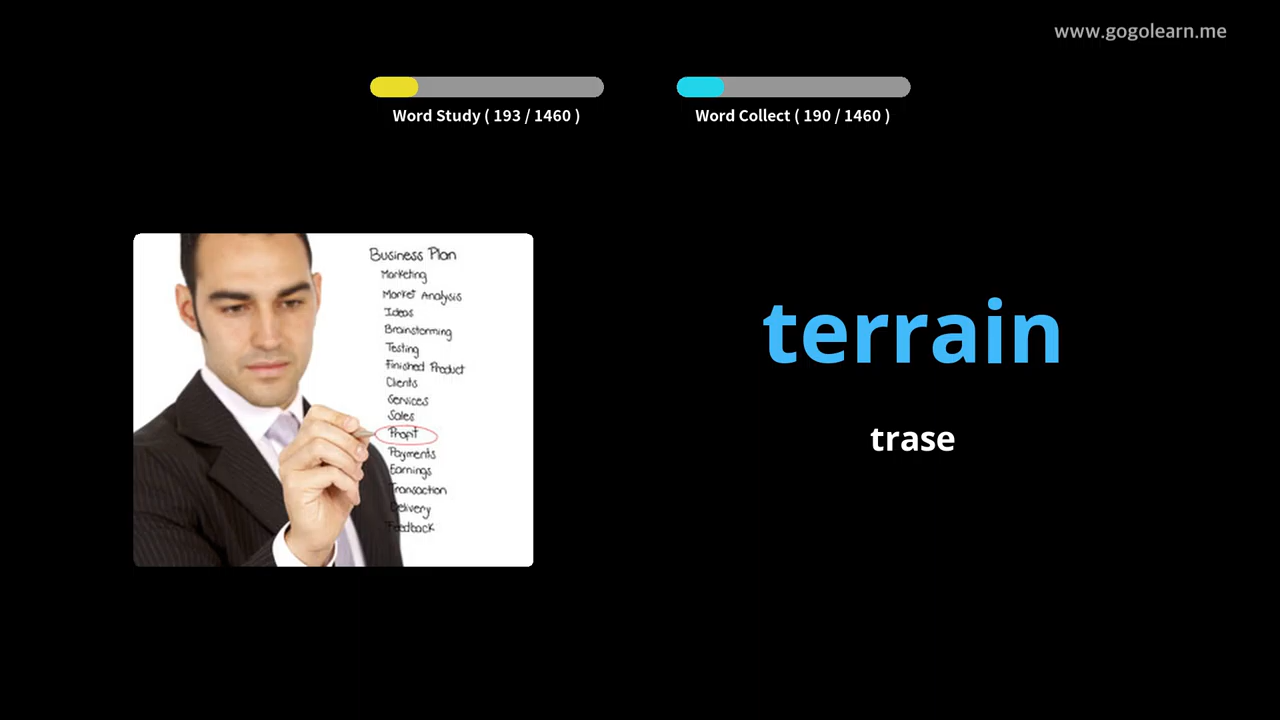 www.gogolearn.me
Word Study ( 193 / 1460 )
Word Collect ( 190 / 1460 )
Business Plan
Marketing
Market Analysis
Ideas
Brainstorming
Testing
Finished Product
Clients
Services
Sales
Profit
Payments
Earnings
Transaction
Delivery
Feedback
terrain
trase